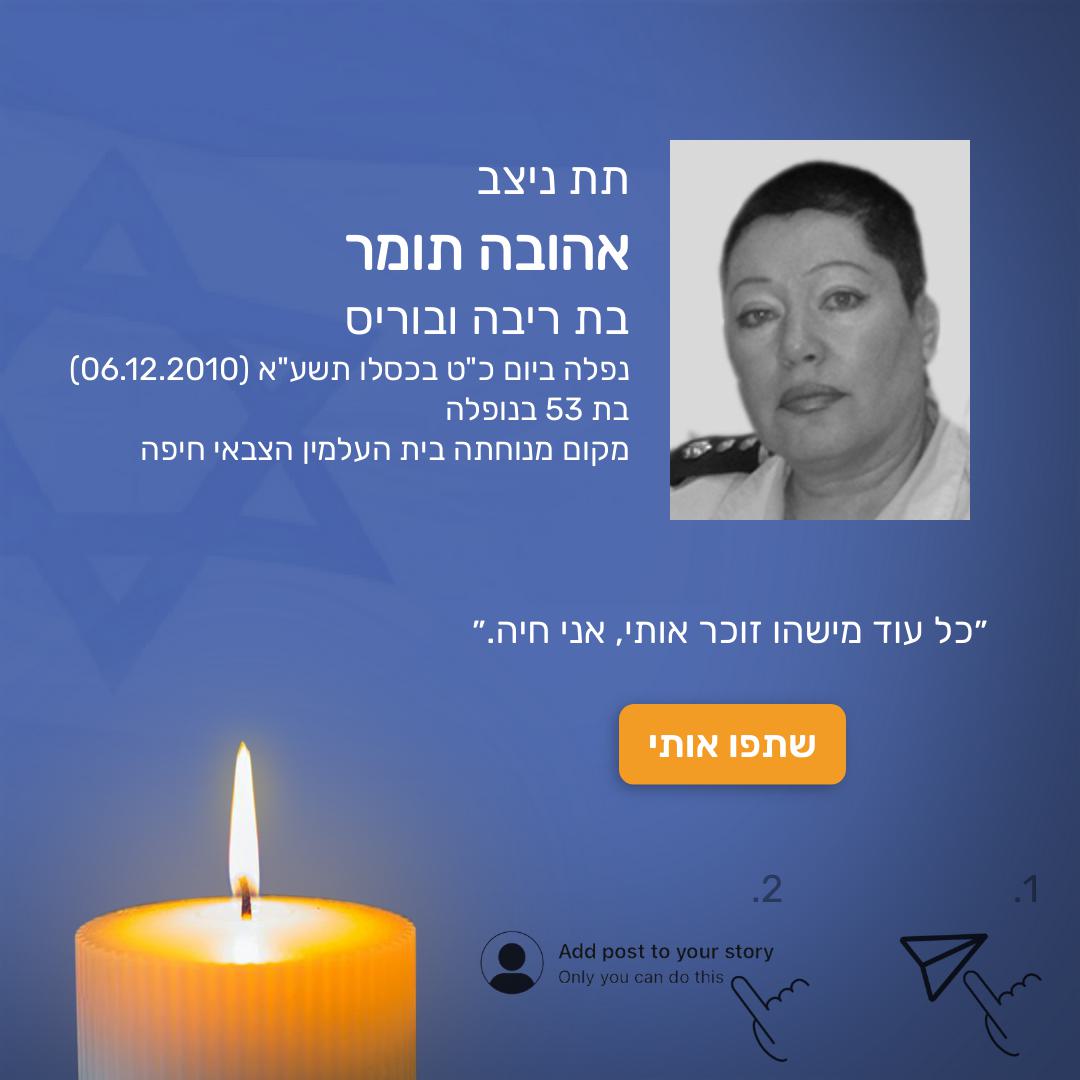 תת ניצב
אהובה תומר
בת ריבה ובוריס
נפלה ביום כ"ט בכסלו תשע"א (06.12.2010)
בת 53 בנופלה
מקום מנוחתה בית העלמין הצבאי חיפה
״כל עוד מישהו זוכר אותי, אני חיה.״
שתפו אותי
1.
2.
Add post to your story
Only you can do this